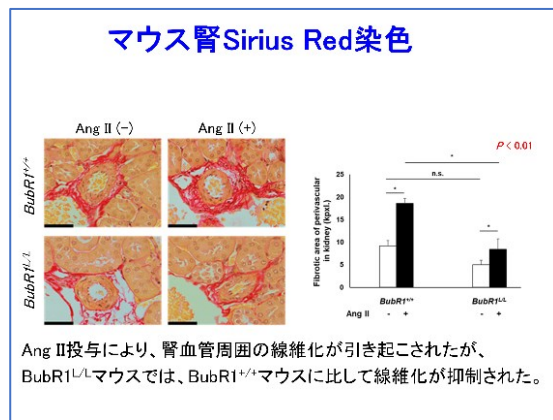 マウス腎Sirius Red染色
Ang II (-)
Ang II (+)
BubR1+/+
BubR1L/L
P < 0.01
*
n.s.
*
*
Fibrotic area of perivascular
in kidney (kpxl.)
25
20
15
10
5
0
BubR1+/+
BubR1L/L
Ang II
-
+
-
+
Ang II投与により、腎血管周囲の線維化が引き起こされたが、
BubR1L/Lマウスでは、BubR1+/+マウスに比して線維化が抑制された。